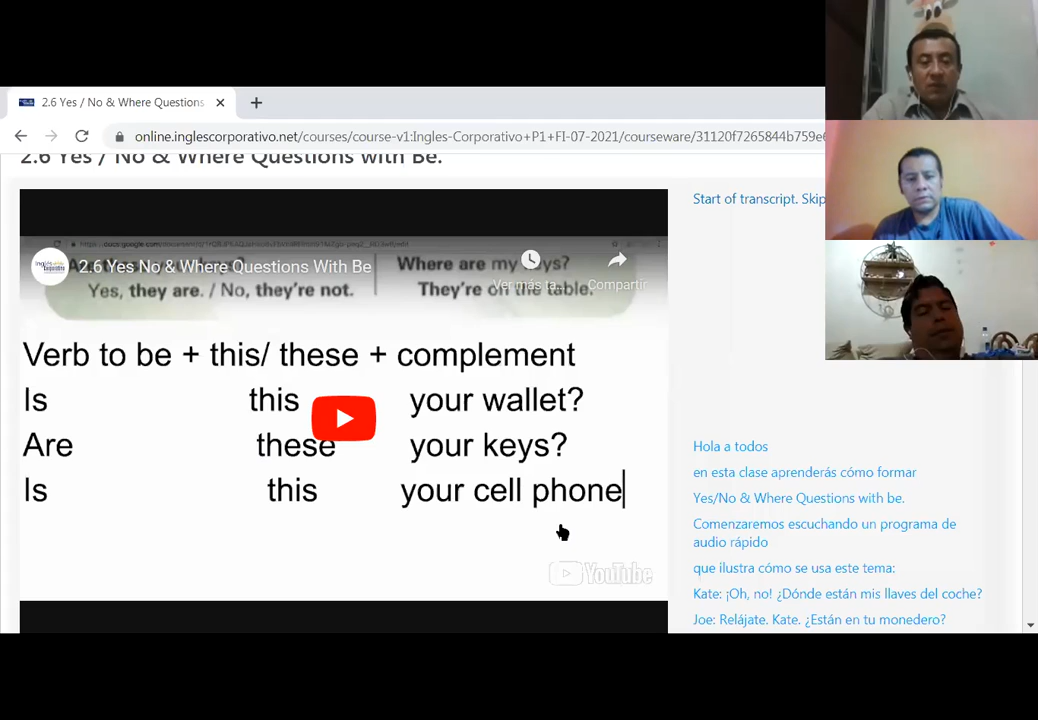 2.6 Yes / No & Where Questions
online.inglescorporativo.net/courses/course-v1:Ingles-Corporativo+P1+FI-07-2021/courseware/31120f7265844b759e
2.6 Yes / No & Where Questions with Be.
2.6 Yes No & Where Questions With Be
Where are my keys?
Yes, they are. / No, they're not.
They're on the table.
Ver más ta...
Compartir
Verb to be + this/ these + complement
Is this your wallet?
Are these your keys?
Is this your cell phone
YouTube
Start of transcript. Skip
Hola a todos
en esta clase aprenderás cómo formar
Yes/No & Where Questions with be.
Comenzaremos escuchando un programa de
audio rápido
que ilustra cómo se usa este tema:
Kate: ¡Oh, no! ¿Dónde están mis llaves del coche?
Joe: Relájate. Kate. ¿Están en tu monedero?